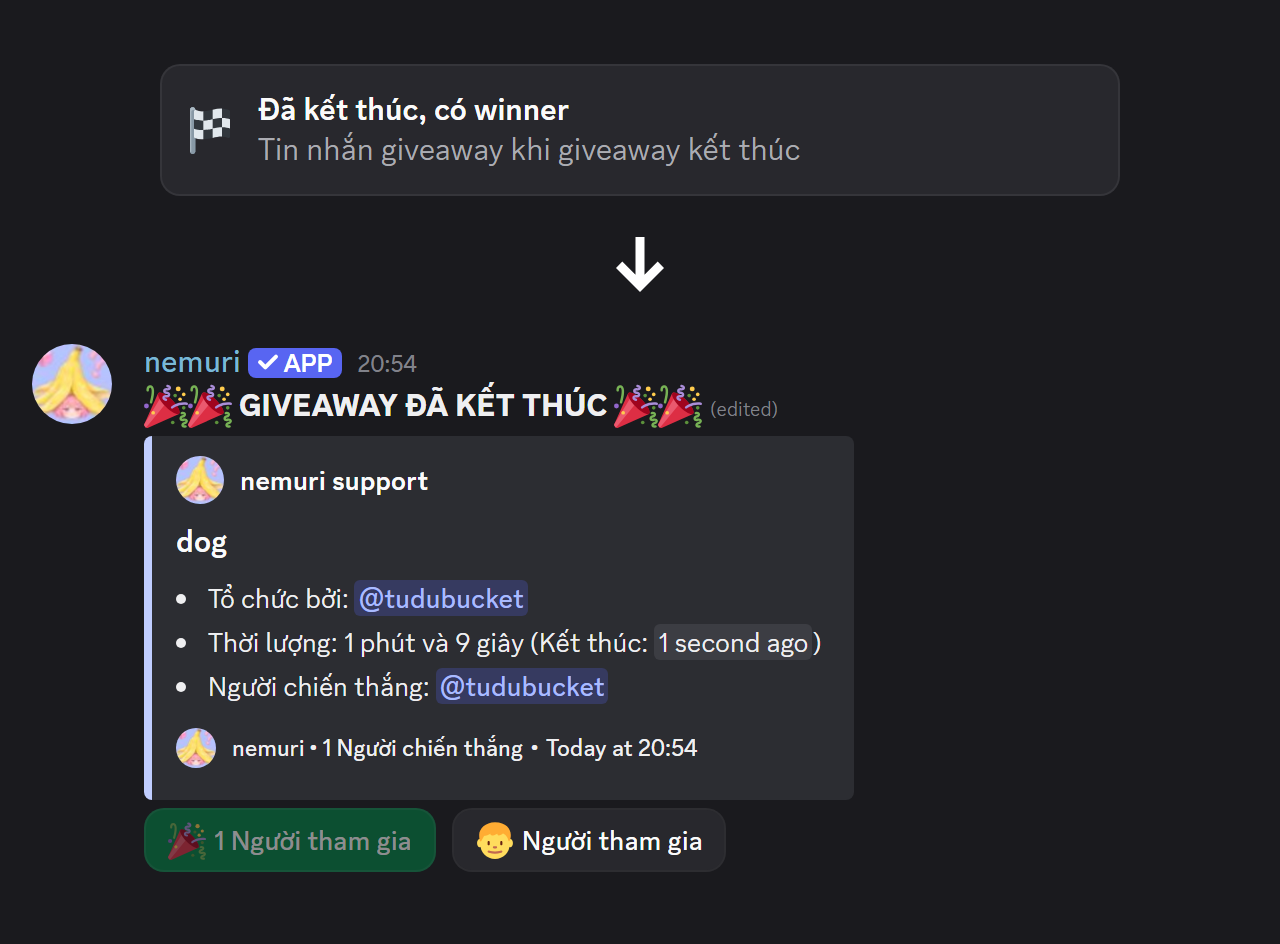 Đã kết thúc, có winner
Tin nhắn giveaway khi giveaway kết thúc
nemuri APP 20:54
GIVEAWAY ĐÃ KẾT THÚC (edited)
nemuri support
dog
Tổ chức bởi: @tudubucket
Thời lượng: 1 phút và 9 giây (Kết thúc: 1 second ago)
Người chiến thắng: @tudubucket
nemuri • 1 Người chiến thắng • Today at 20:54
1 Người tham gia Người tham gia